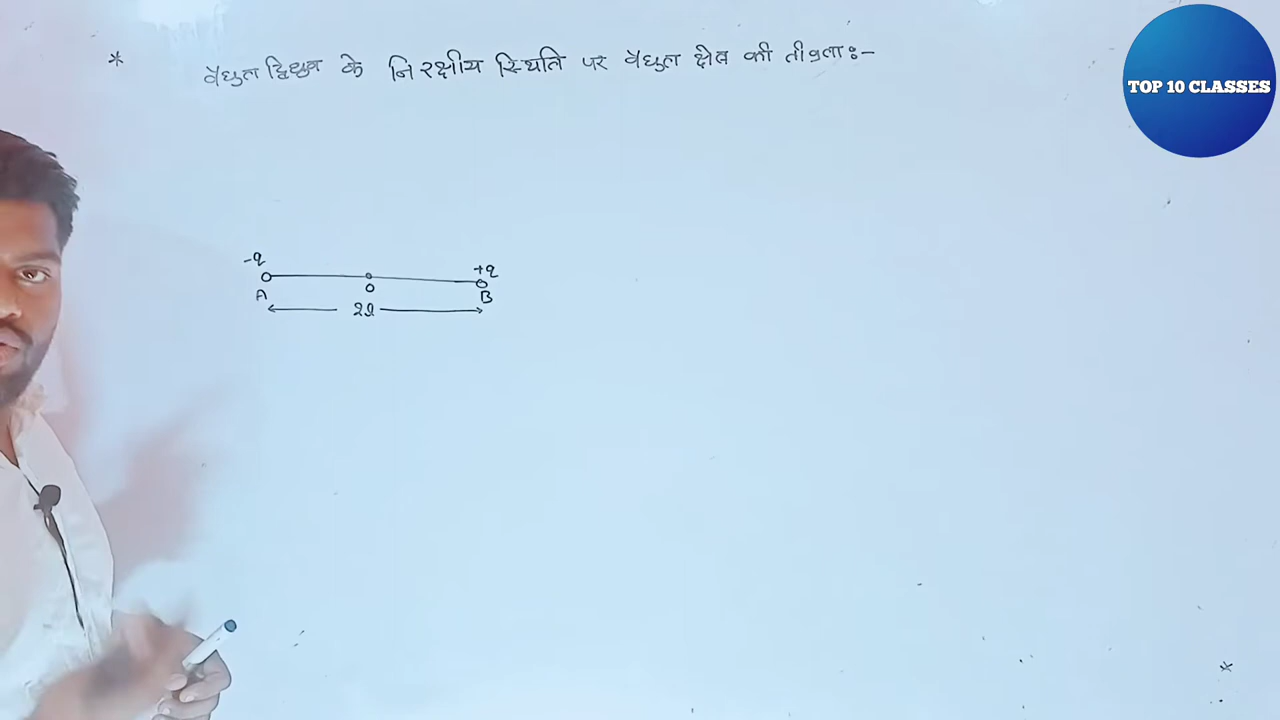 * वैद्युत द्विध्रुव के निरक्षीय स्थिति पर वैद्युत क्षेत्र की तीव्रता :-
TOP 10 CLASSES
-q +q
A O B
2l
*